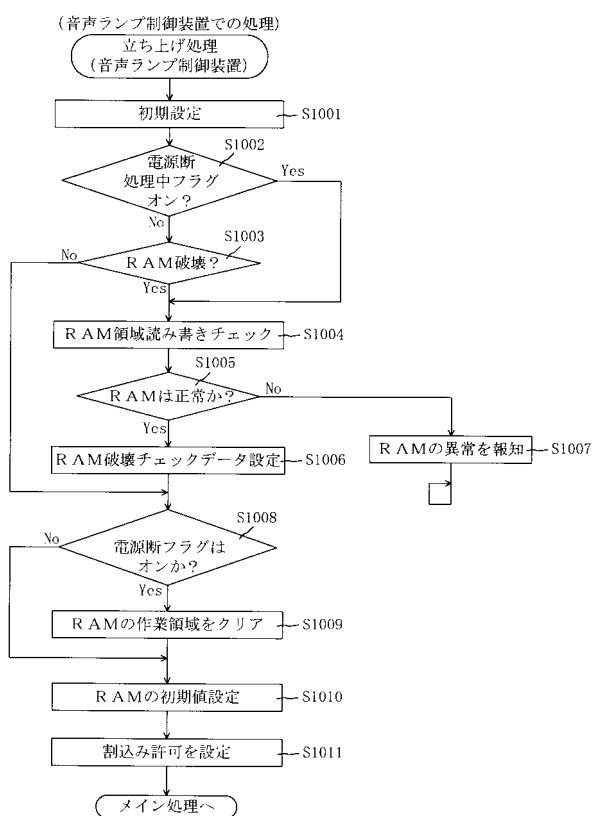 (音声ランプ制御装置での処理)
立ち上げ処理
(音声ランプ制御装置)
初期設定
S1001
S1002
電源断
処理中フラグ
オン?
Yes
No
S1003
RAM破壊?
No
Yes
RAM領域読み書きチェック
S1004
S1005
RAMは正常か?
No
Yes
RAM破壊チェックデータ設定
S1006
RAMの異常を報知
S1007
S1008
電源断フラグは
オンか?
No
Yes
RAMの作業領域をクリア
S1009
RAMの初期値設定
S1010
割込み許可を設定
S1011
メイン処理へ